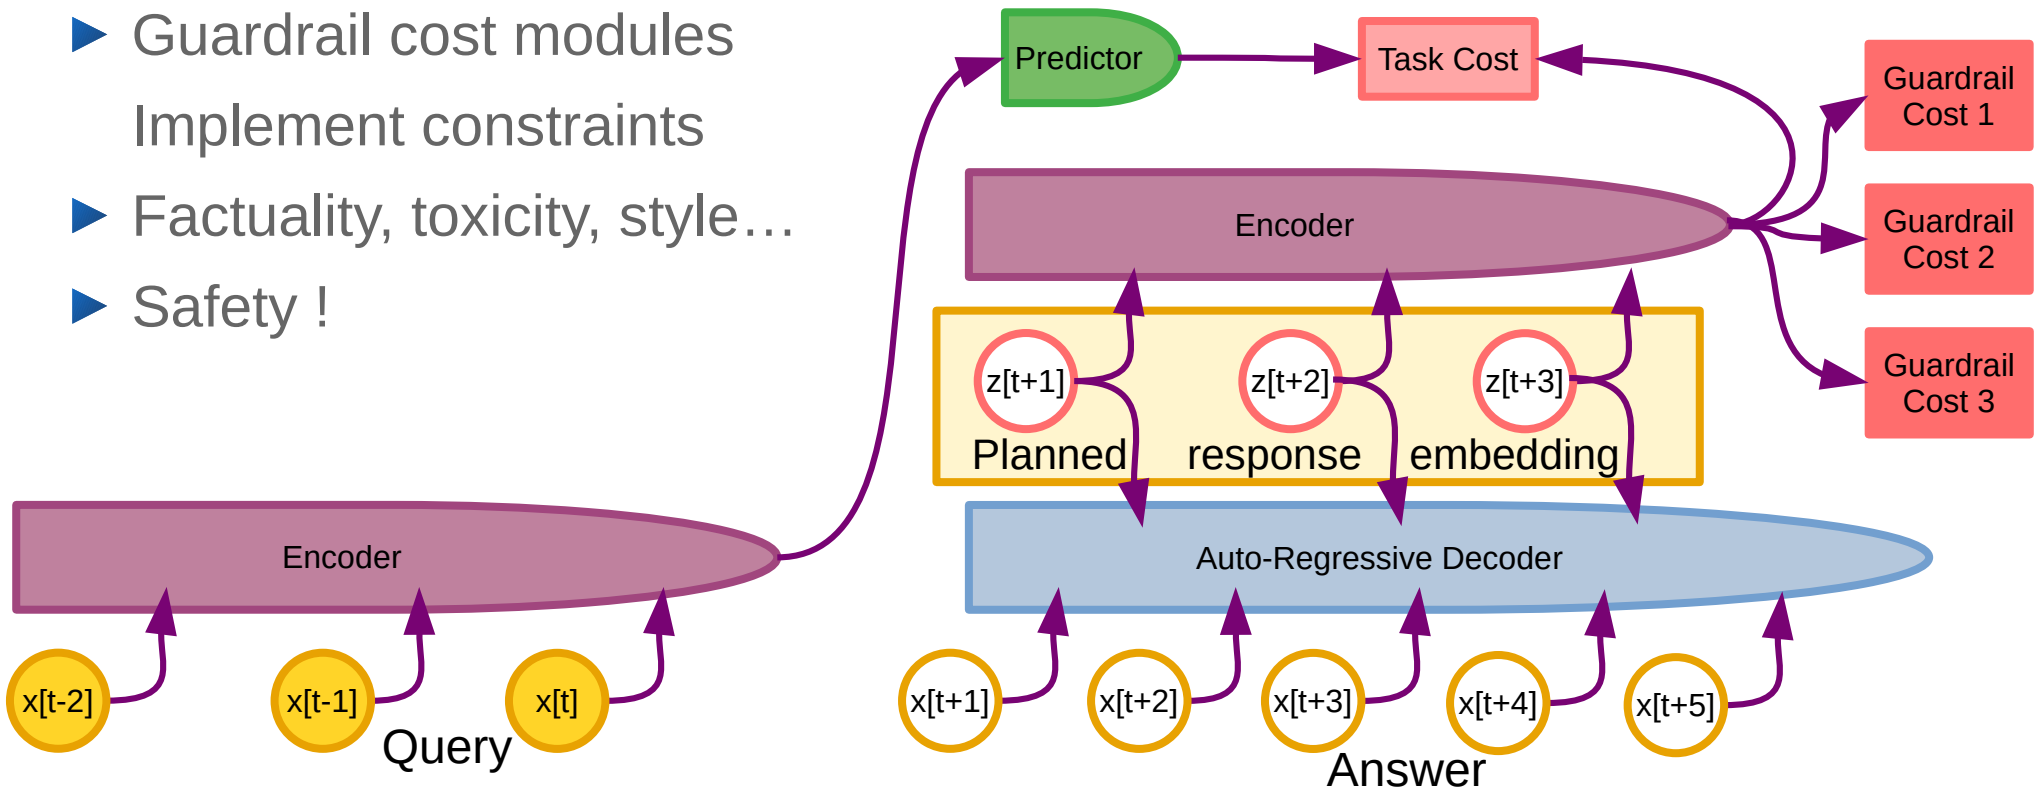 Guardrail cost modules
Implement constraints
Factuality, toxicity, style…
Safety !
Predictor
Task Cost
Guardrail
Cost 1
Encoder
Guardrail
Cost 2
z[t+1]
z[t+2]
z[t+3]
Guardrail
Cost 3
Planned response embedding
Encoder
Auto-Regressive Decoder
x[t-2]
x[t-1]
x[t]
Query
x[t+1]
x[t+2]
x[t+3]
x[t+4]
x[t+5]
Answer